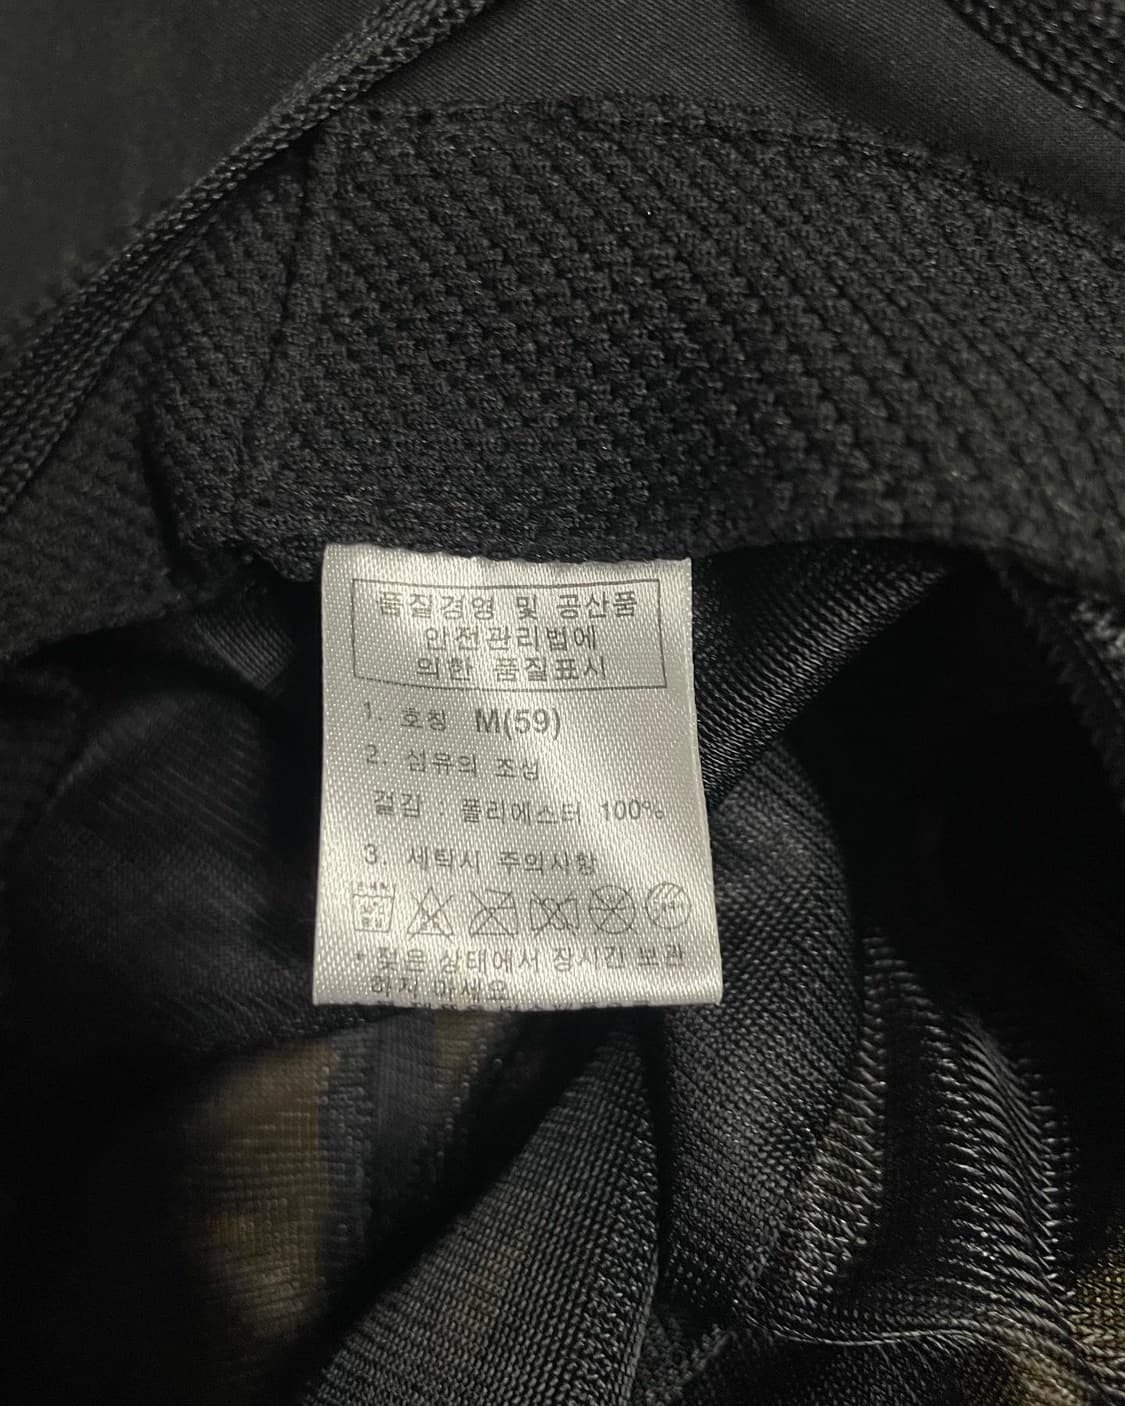 품질경영 및 공산품
안전관리법에
의한 품질표시
1. 호칭 M(59)
2. 섬유의 조성
겉감 : 폴리에스터 100%
3. 세탁시 주의사항
* 젖은 상태에서 장시간 보관
하지 마세요